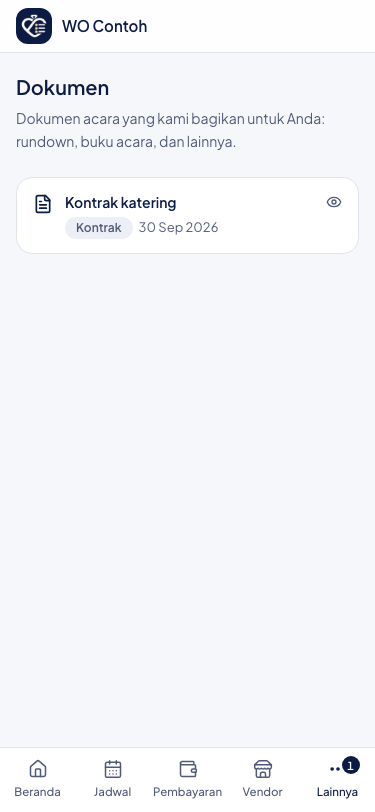 WO Contoh
Dokumen
Dokumen acara yang kami bagikan untuk Anda:
rundown, buku acara, dan lainnya.
Kontrak katering
Kontrak 30 Sep 2026
1
Beranda Jadwal Pembayaran Vendor Lainnya